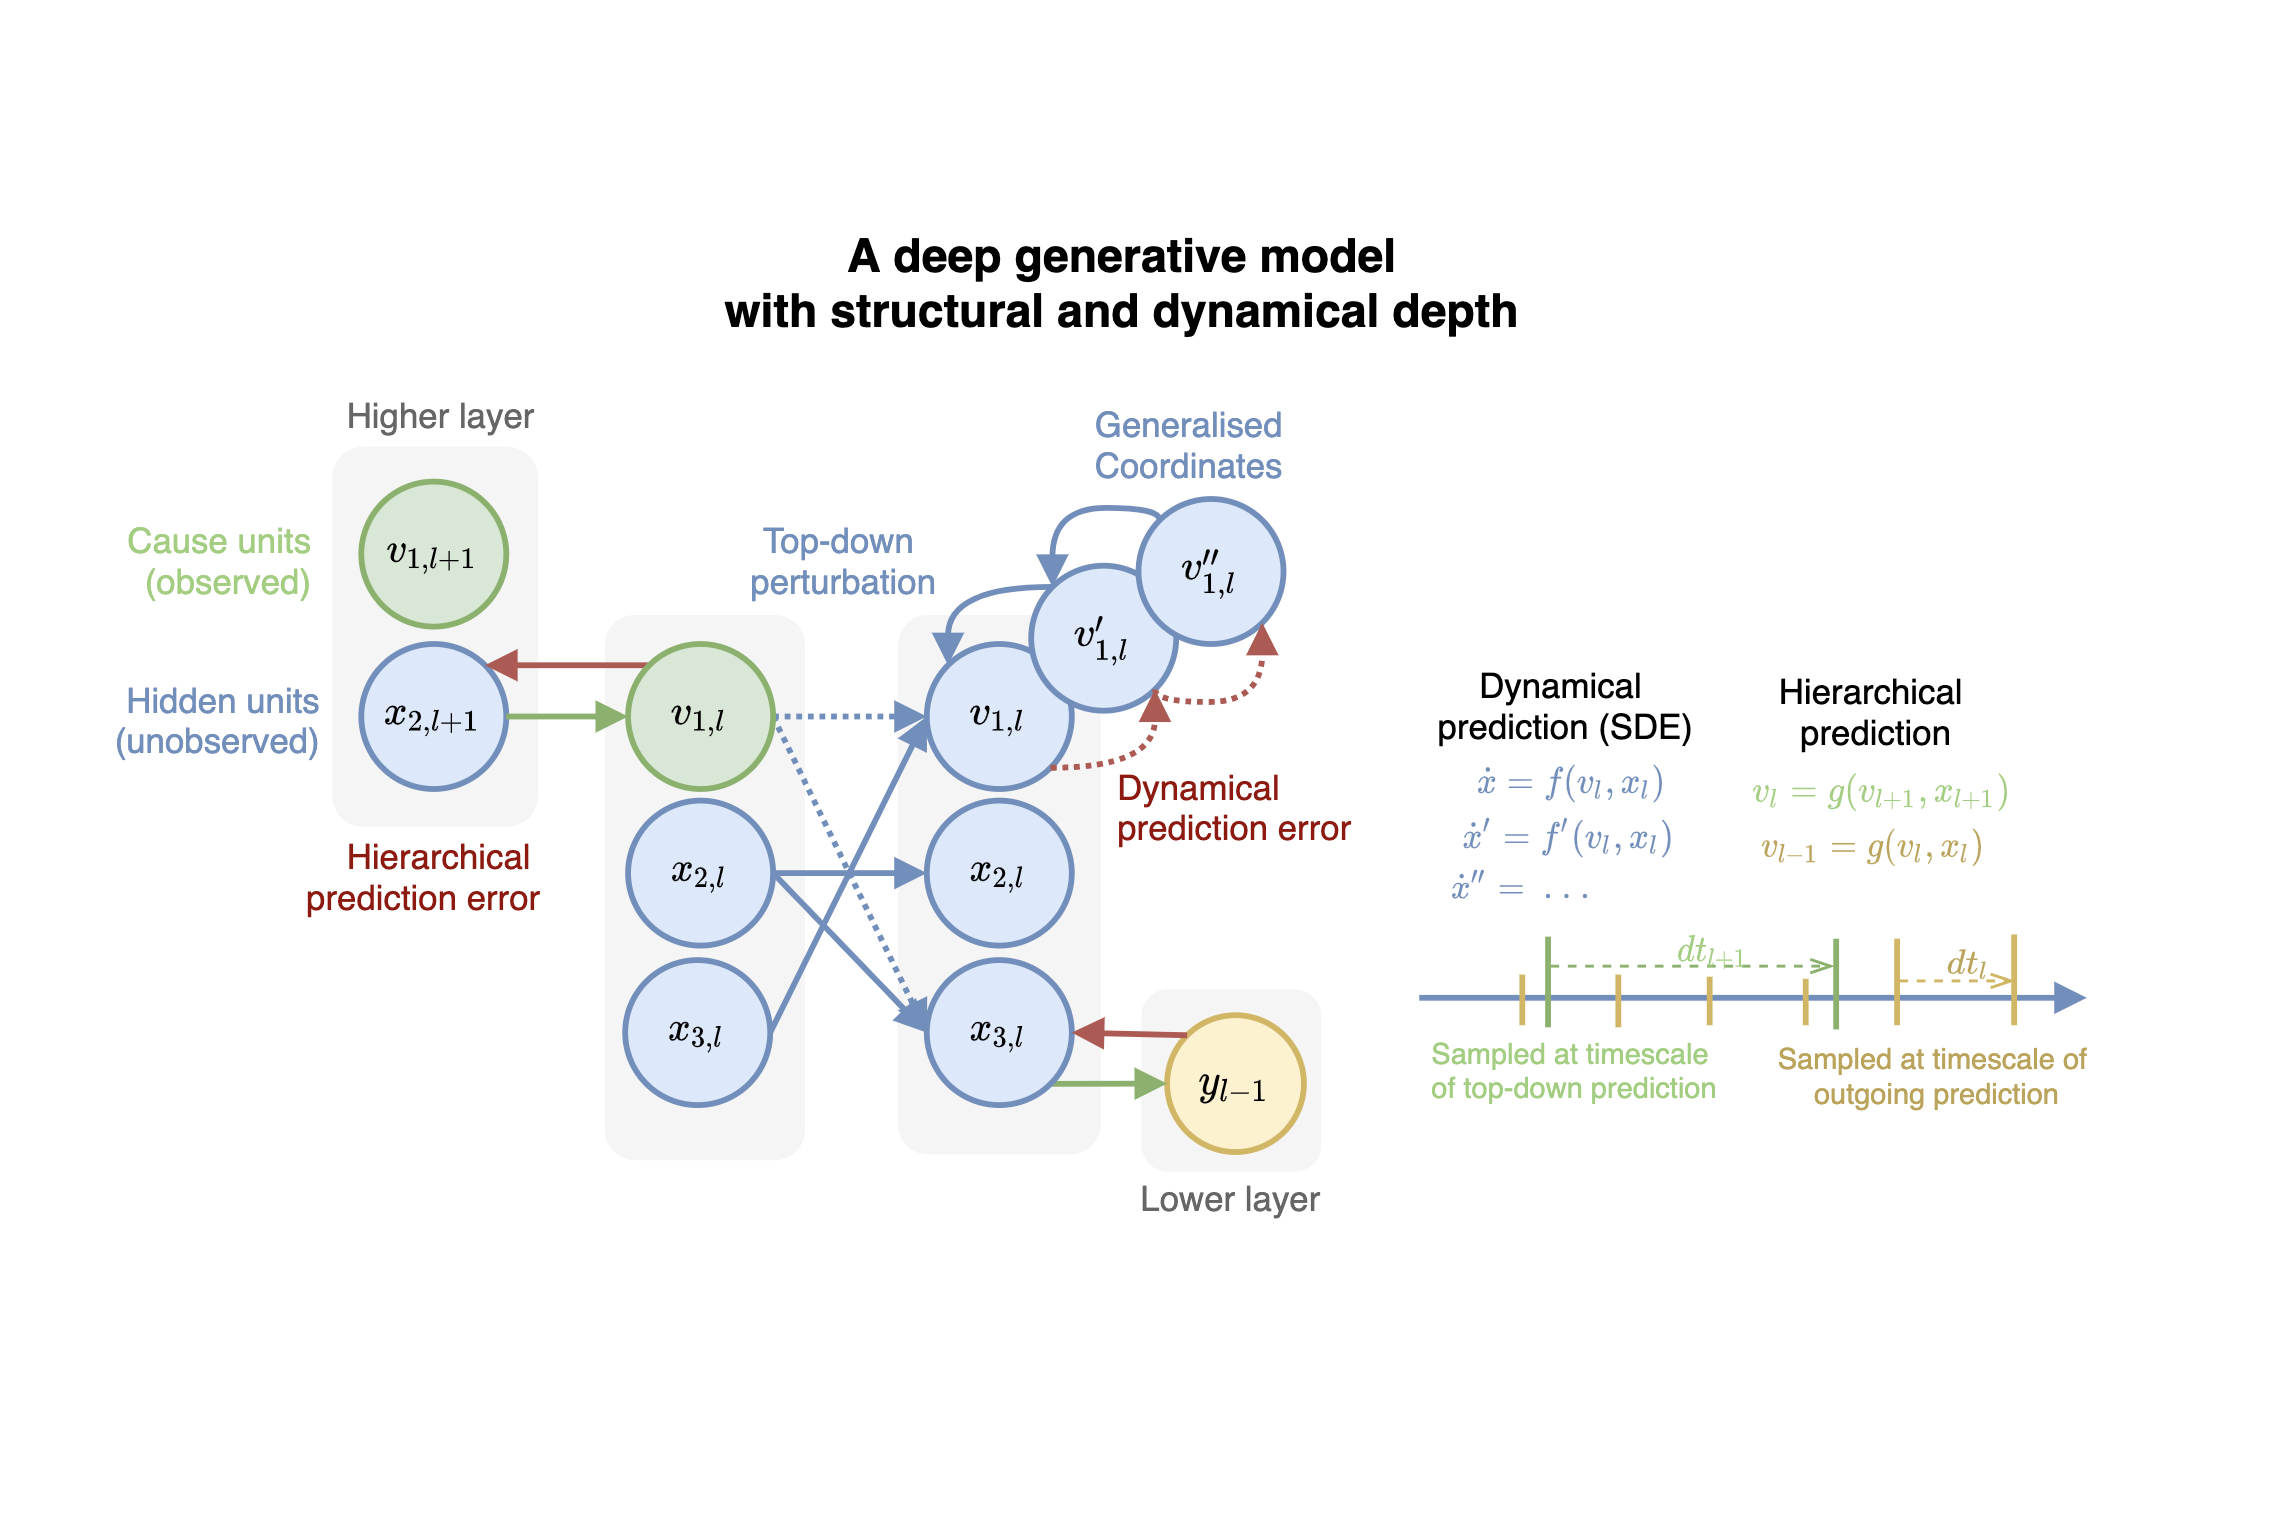 A deep generative model
with structural and dynamical depth
Higher layer
Cause units
(observed)
Hidden units
(unobserved)
v_{1,l+1}
x_{2,l+1}
Hierarchical
prediction error
v_{1,l}
x_{2,l}
x_{3,l}
Top-down
perturbation
Generalised
Coordinates
v''_{1,l}
v'_{1,l}
v_{1,l}
x_{2,l}
x_{3,l}
Dynamical
prediction error
y_{l-1}
Lower layer
Dynamical
prediction (SDE)
ẋ = f(v_l, x_l)
ẋ' = f'(v_l, x_l)
ẋ'' = ...
Hierarchical
prediction
v_l = g(v_{l+1}, x_{l+1})
v_{l-1} = g(v_l, x_l)
dt_{l+1}
dt_l
Sampled at timescale
of top-down prediction
Sampled at timescale of
outgoing prediction